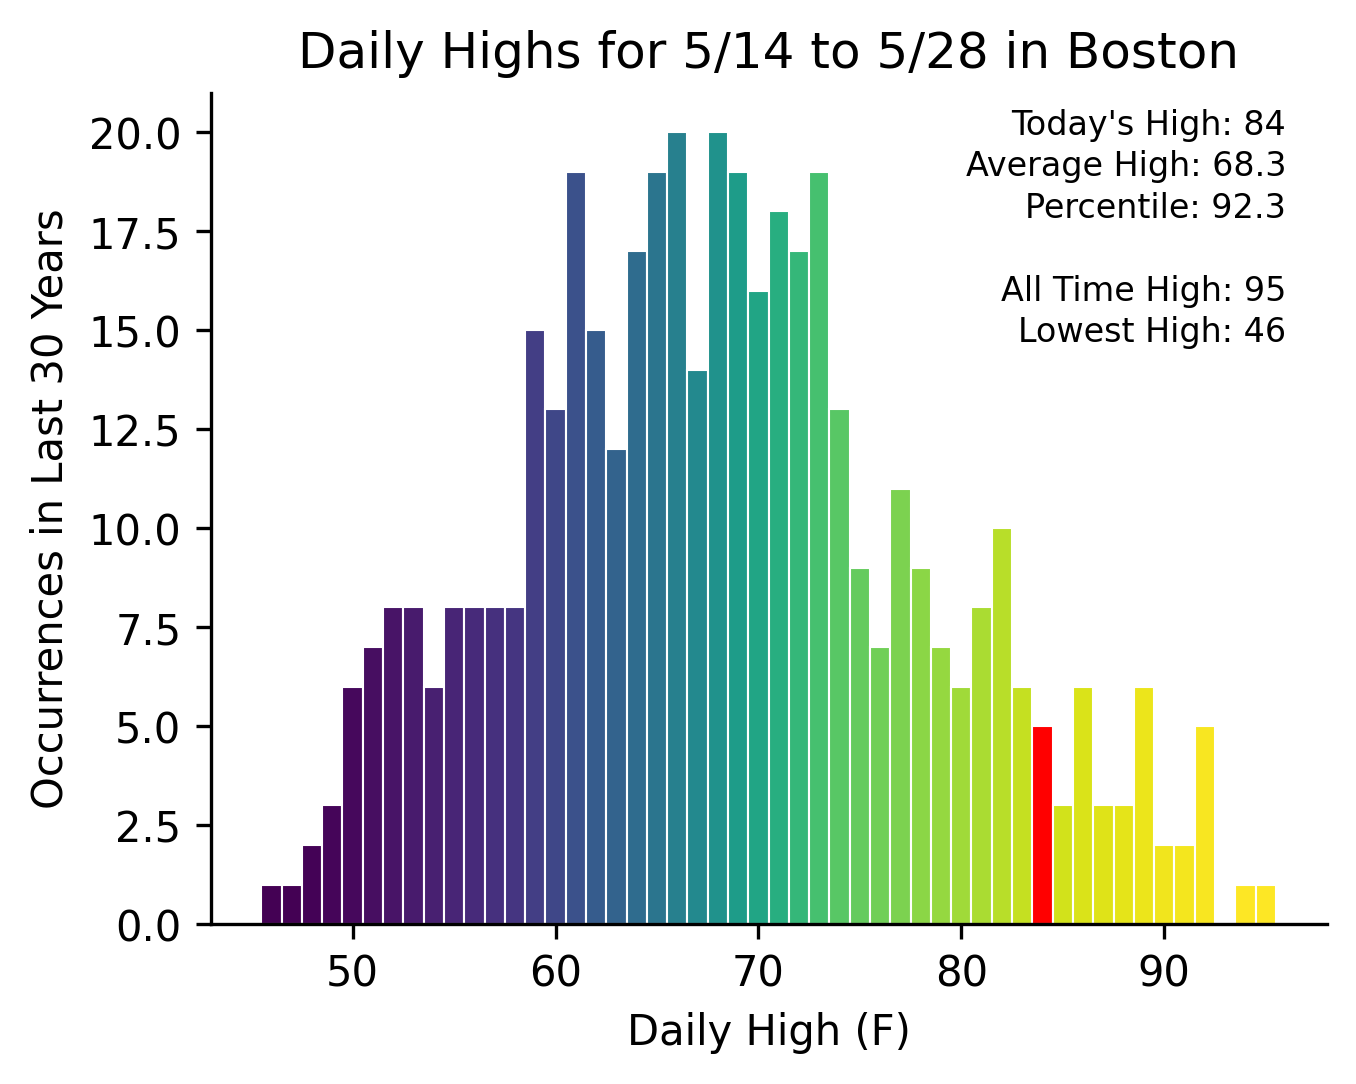 Daily Highs for 5/14 to 5/28 in Boston
Today's High: 84
Average High: 68.3
Percentile: 92.3
All Time High: 95
Lowest High: 46
Occurrences in Last 30 Years
20.0
17.5
15.0
12.5
10.0
7.5
5.0
2.5
0.0
50 60 70 80 90
Daily High (F)